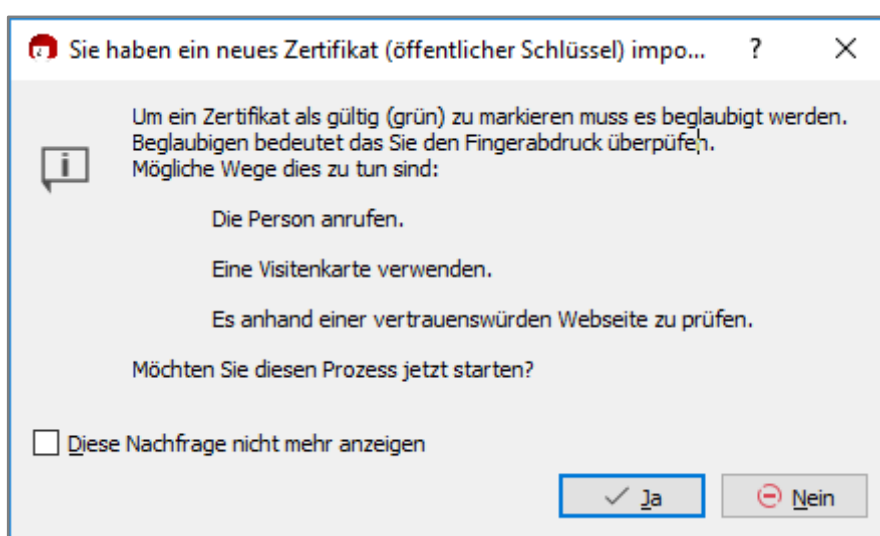 Sie haben ein neues Zertifikat (öffentlicher Schlüssel) impo...
Um ein Zertifikat als gültig (grün) zu markieren muss es beglaubigt werden.
Beglaubigen bedeutet das Sie den Fingerabdruck überpüfen.
Mögliche Wege dies zu tun sind:
Die Person anrufen.
Eine Visitenkarte verwenden.
Es anhand einer vertrauenswürden Webseite zu prüfen.
Möchten Sie diesen Prozess jetzt starten?
Diese Nachfrage nicht mehr anzeigen
Ja
Nein